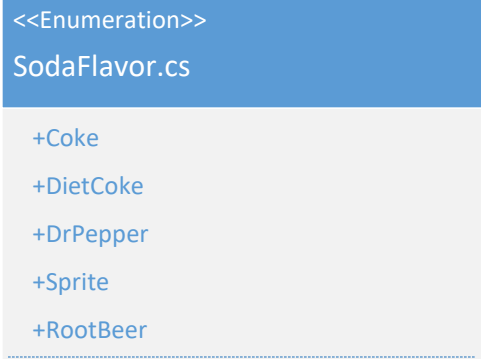 <<Enumeration>>
SodaFlavor.cs
+Coke
+DietCoke
+DrPepper
+Sprite
+RootBeer